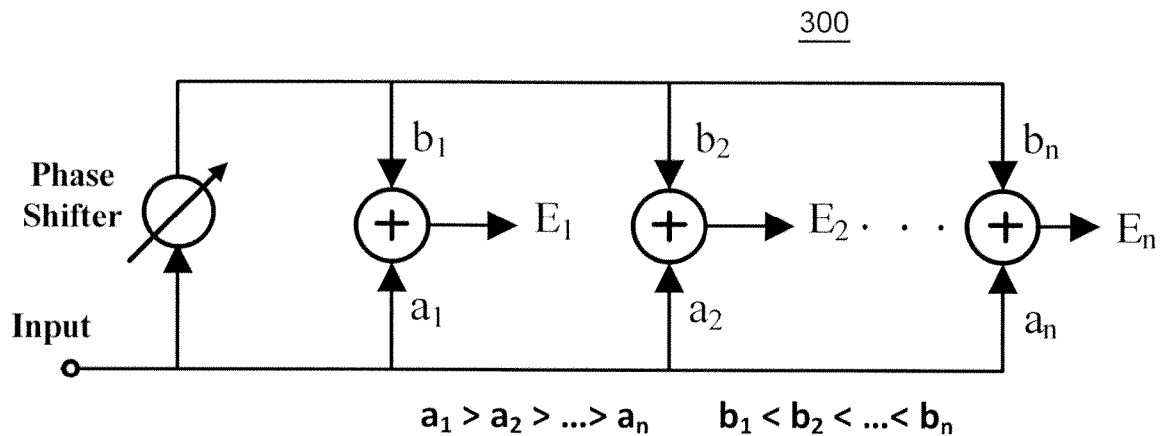 300
b₁ b₂ bₙ
Phase
Shifter
+ + +
E₁ E₂ · · · Eₙ
a₁ a₂ aₙ
Input
a₁ > a₂ > ...> aₙ b₁ < b₂ < ...< bₙ